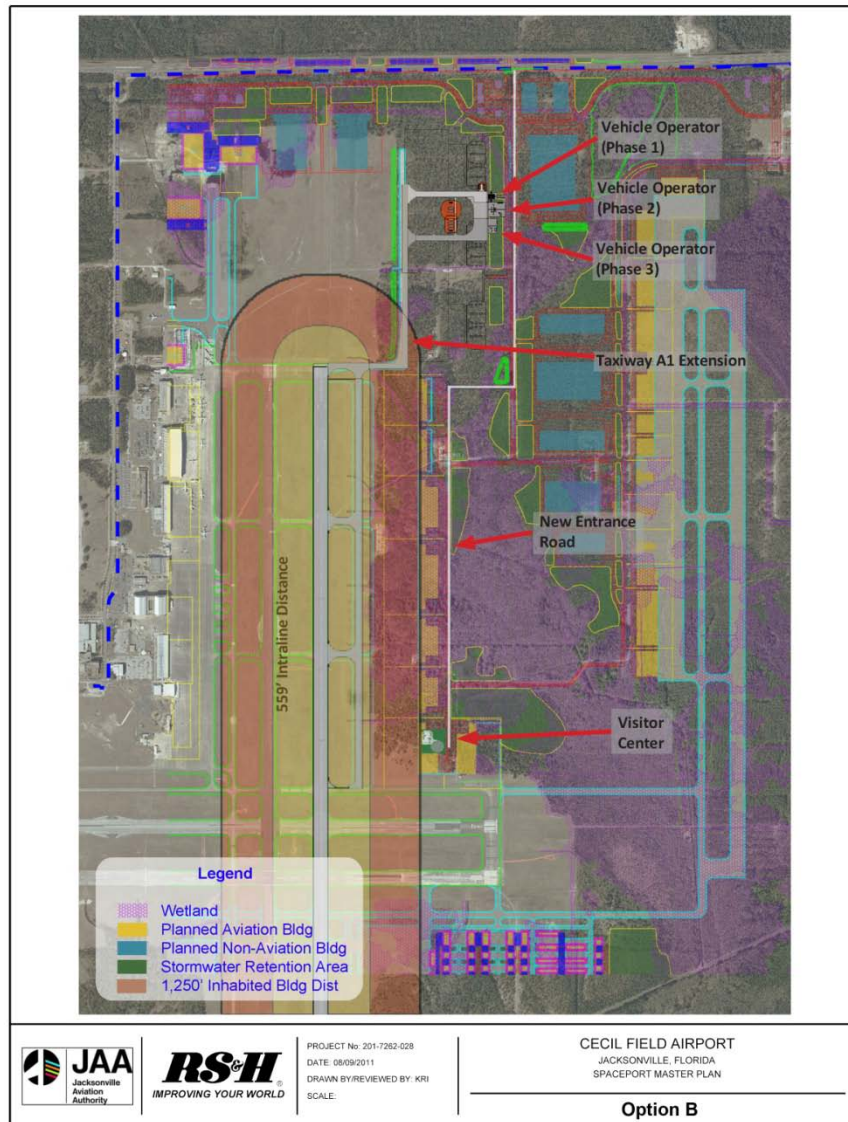 Vehicle Operator
(Phase 1)
Vehicle Operator
(Phase 2)
Vehicle Operator
(Phase 3)
Taxiway A1 Extension
559' Intraline Distance
New Entrance
Road
Visitor
Center
Legend
Wetland
Planned Aviation Bldg
Planned Non-Aviation Bldg
Stormwater Retention Area
1,250' Inhabited Bldg Dist
JAA
Jacksonville
Aviation
Authority
RS&H®
IMPROVING YOUR WORLD
PROJECT No: 201-7262-028
DATE: 08/09/2011
DRAWN BY/REVIEWED BY: KRI
SCALE:
CECIL FIELD AIRPORT
JACKSONVILLE, FLORIDA
SPACEPORT MASTER PLAN
Option B